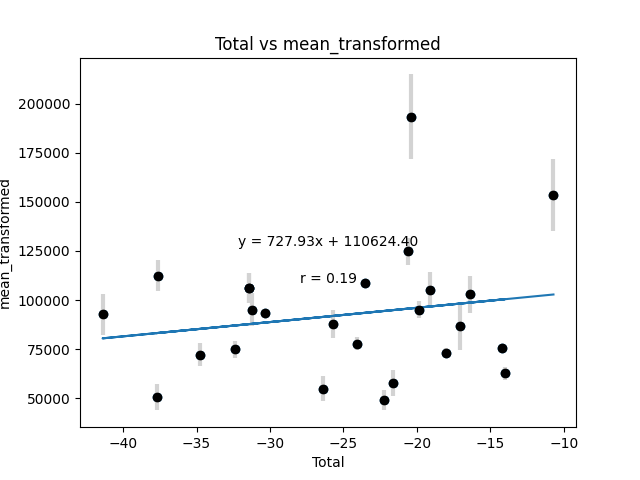 Total vs mean_transformed
mean_transformed
200000
175000
150000
125000
100000
75000
50000
y = 727.93x + 110624.40
r = 0.19
−40 −35 −30 −25 −20 −15 −10
Total